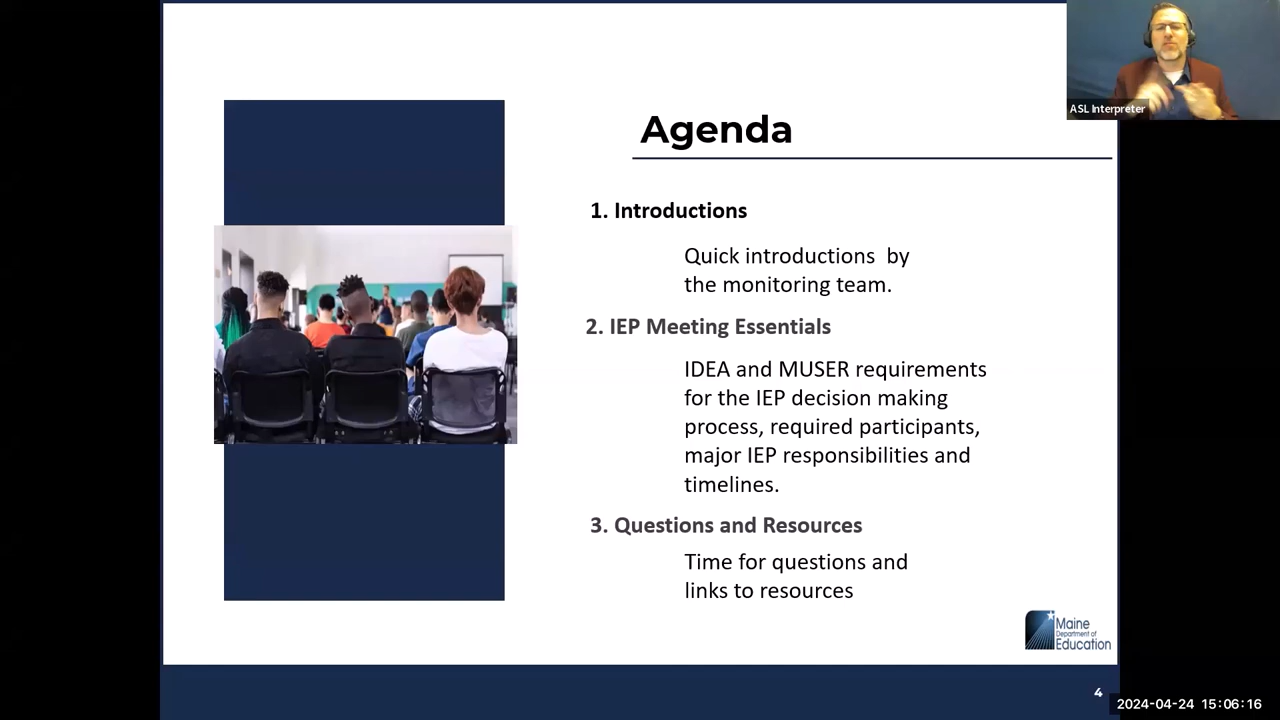 ASL Interpreter
Agenda
1. Introductions
Quick introductions by
the monitoring team.
2. IEP Meeting Essentials
IDEA and MUSER requirements
for the IEP decision making
process, required participants,
major IEP responsibilities and
timelines.
3. Questions and Resources
Time for questions and
links to resources
Maine
Department of
Education
4
2024-04-24 15:06:16